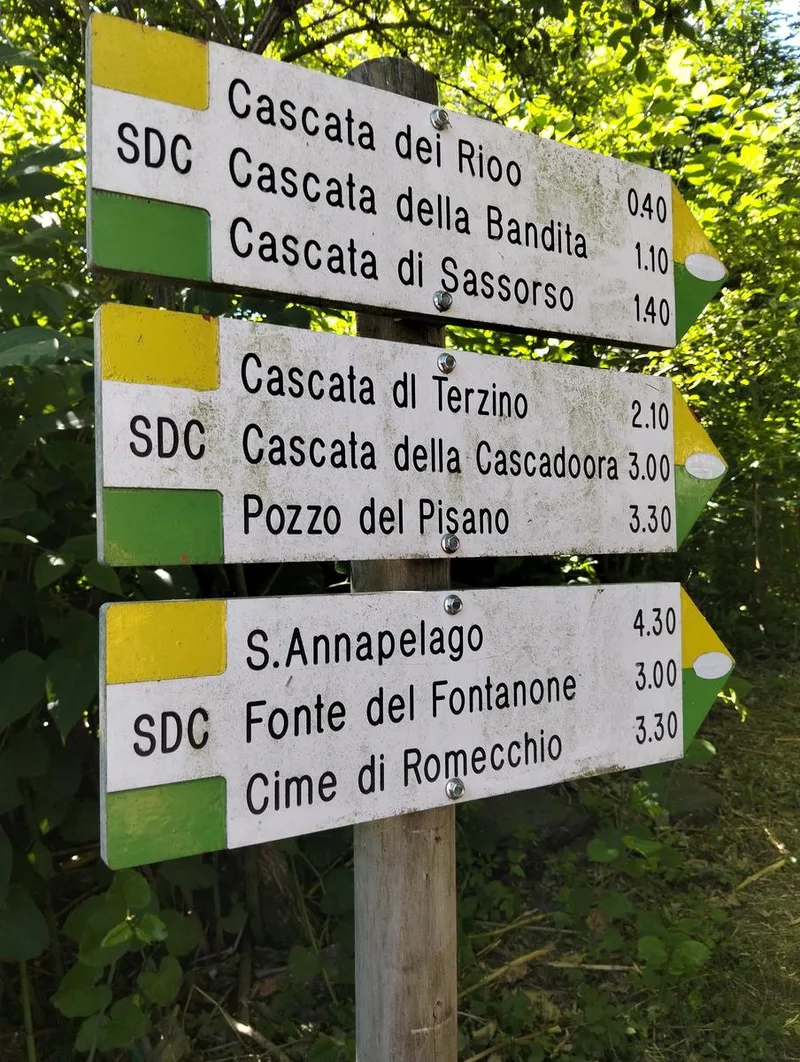 SDC
Cascata dei Rioo 0.40
Cascata della Bandita 1.10
Cascata di Sassorso 1.40
SDC
Cascata dl Terzino 2.10
Cascata della Cascadoora 3.00
Pozzo del Pisano 3.30
SDC
S.Annapelago 4.30
Fonte del Fontanone 3.00
Cime di Romecchio 3.30